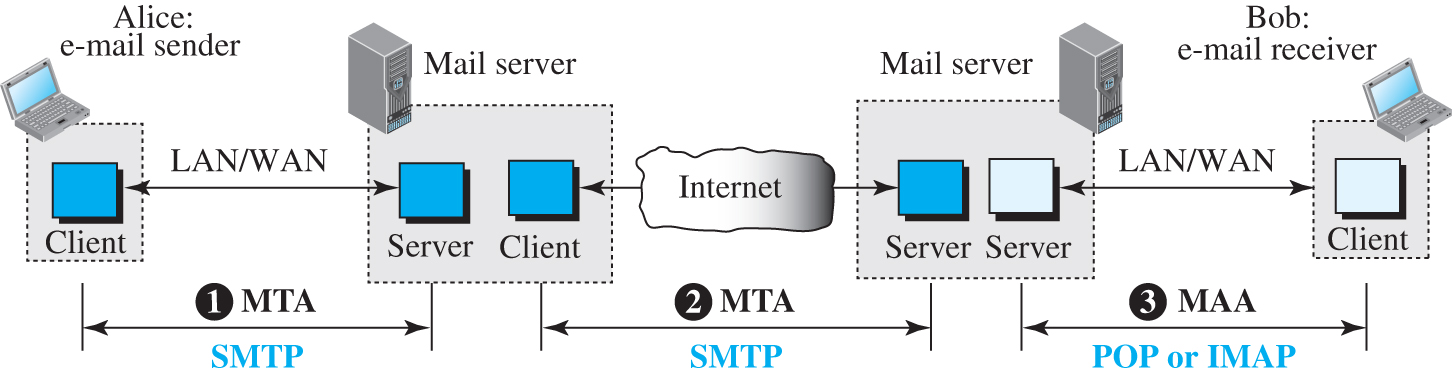 Alice:
e-mail sender
Mail server
Mail server
Bob:
e-mail receiver
LAN/WAN
Internet
LAN/WAN
Client
Server
Client
Server
Server
Client
1 MTA
2 MTA
3 MAA
SMTP
SMTP
POP or IMAP